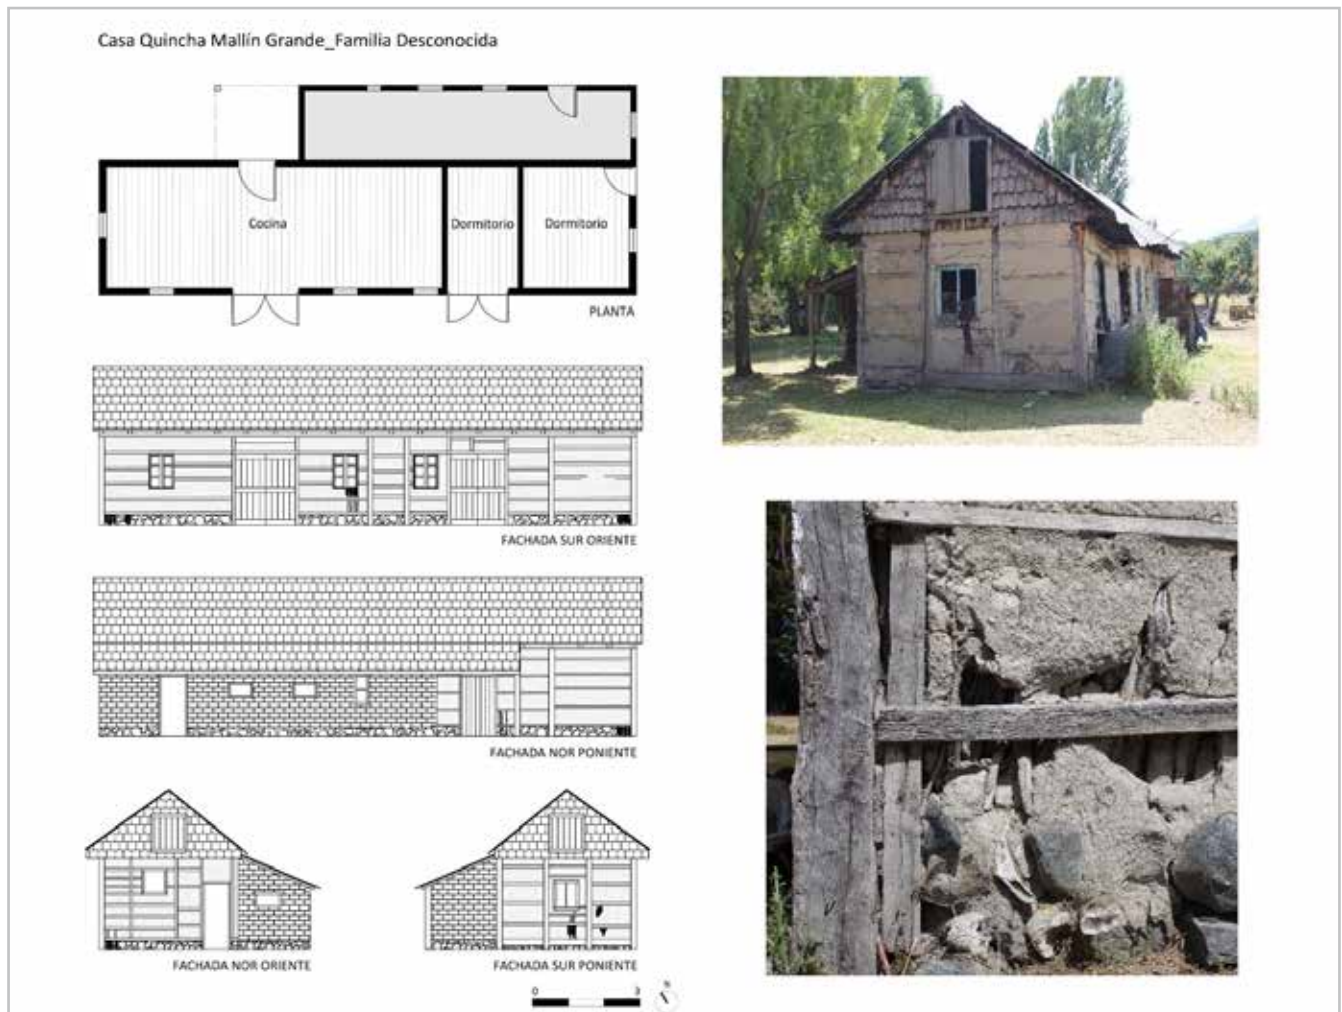 Casa Quincha Mallín Grande_Familia Desconocida
Cocina
Dormitorio
Dormitorio
PLANTA
FACHADA SUR ORIENTE
FACHADA NOR PONIENTE
FACHADA NOR ORIENTE
FACHADA SUR PONIENTE
0 3
N